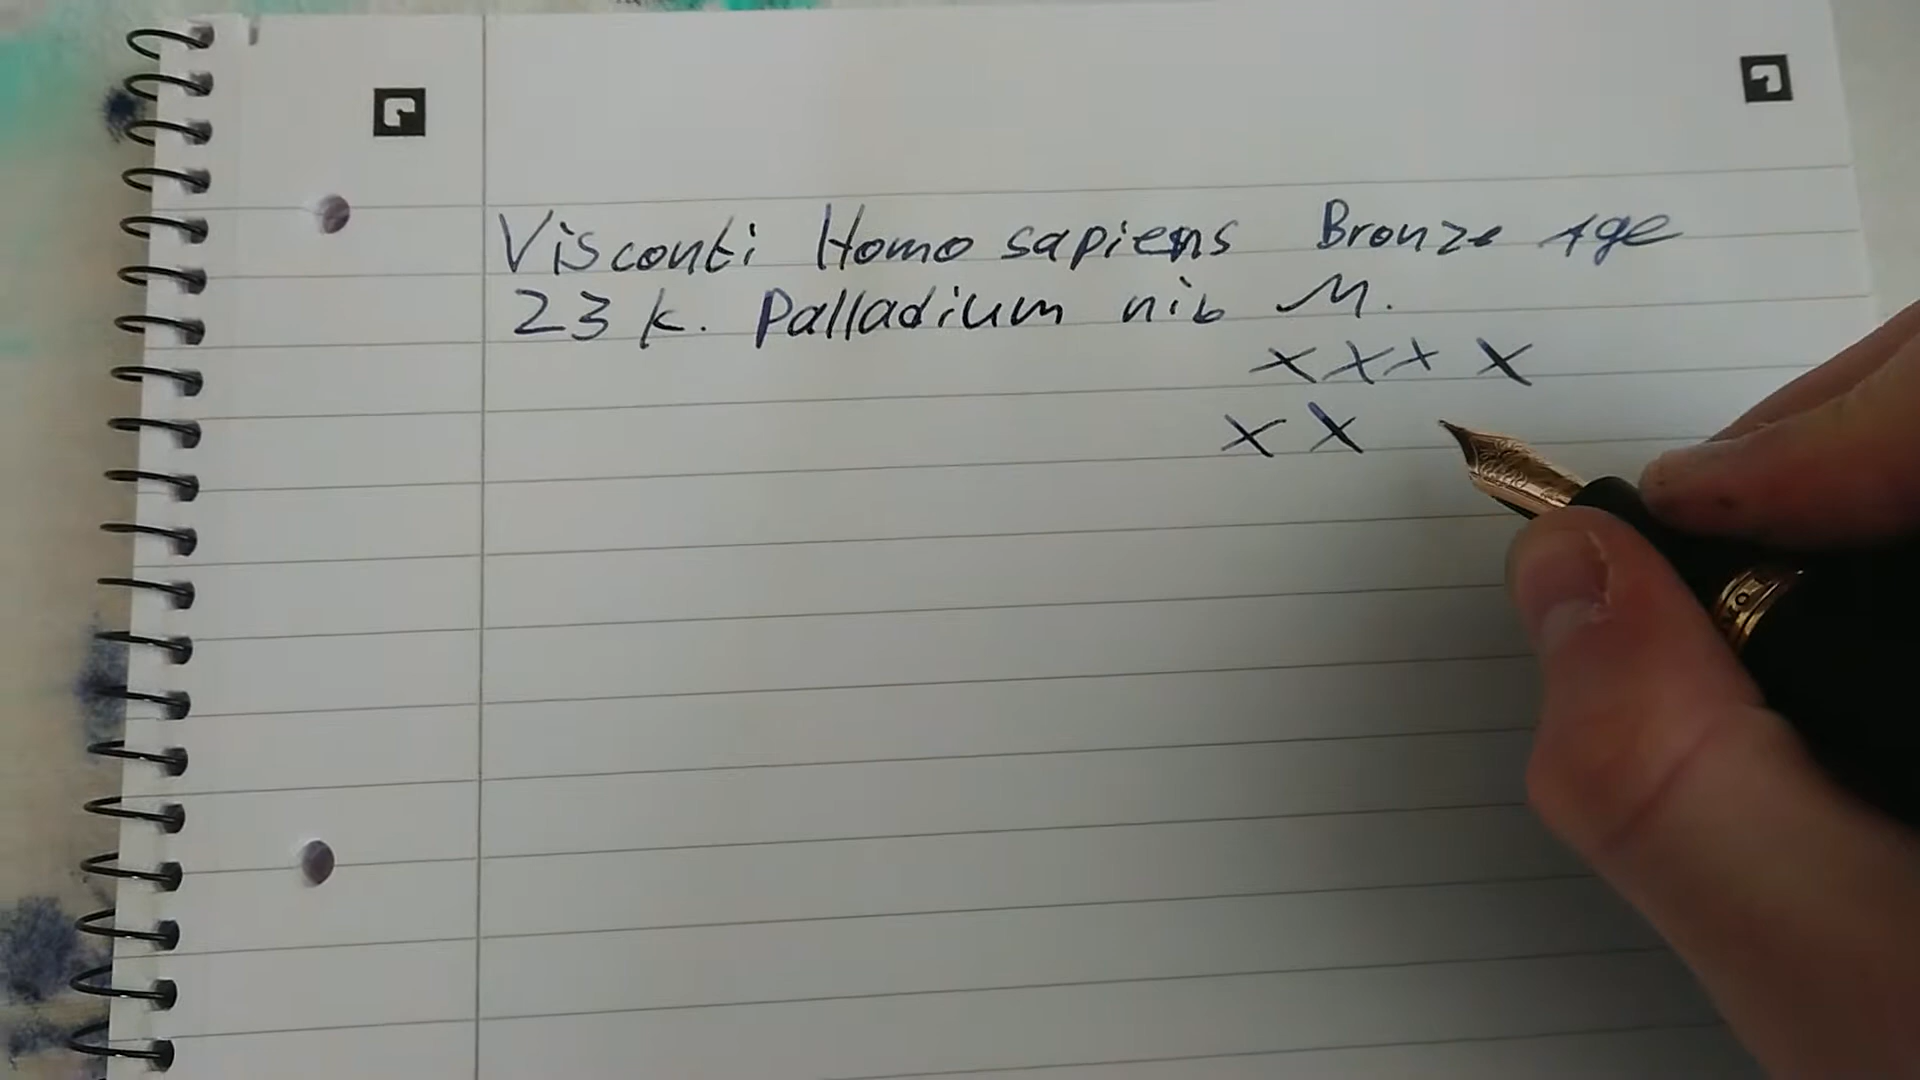 Visconti Homo sapiens Bronze Age
23 k. Palladium nib M.
x x x x
x x